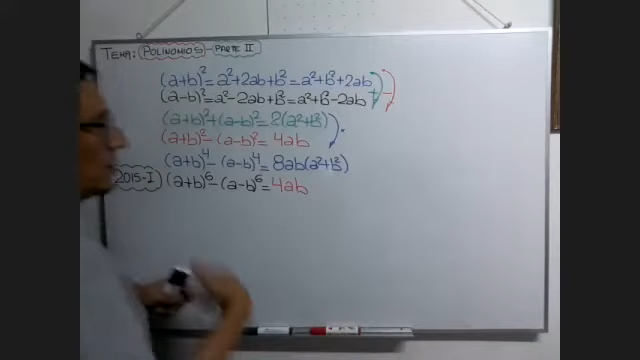 TEMA: POLINOMIOS - PARTE II
(a+b)² = a²+2ab+b² = a²+b²+2ab
(a-b)² = a²-2ab+b² = a²+b²-2ab
+ -
(a+b)²+(a-b)² = 2(a²+b²)
(a+b)²-(a-b)² = 4ab
(a+b)⁴-(a-b)⁴ = 8ab(a²+b²)
2015-I (a+b)⁶-(a-b)⁶ = 4ab